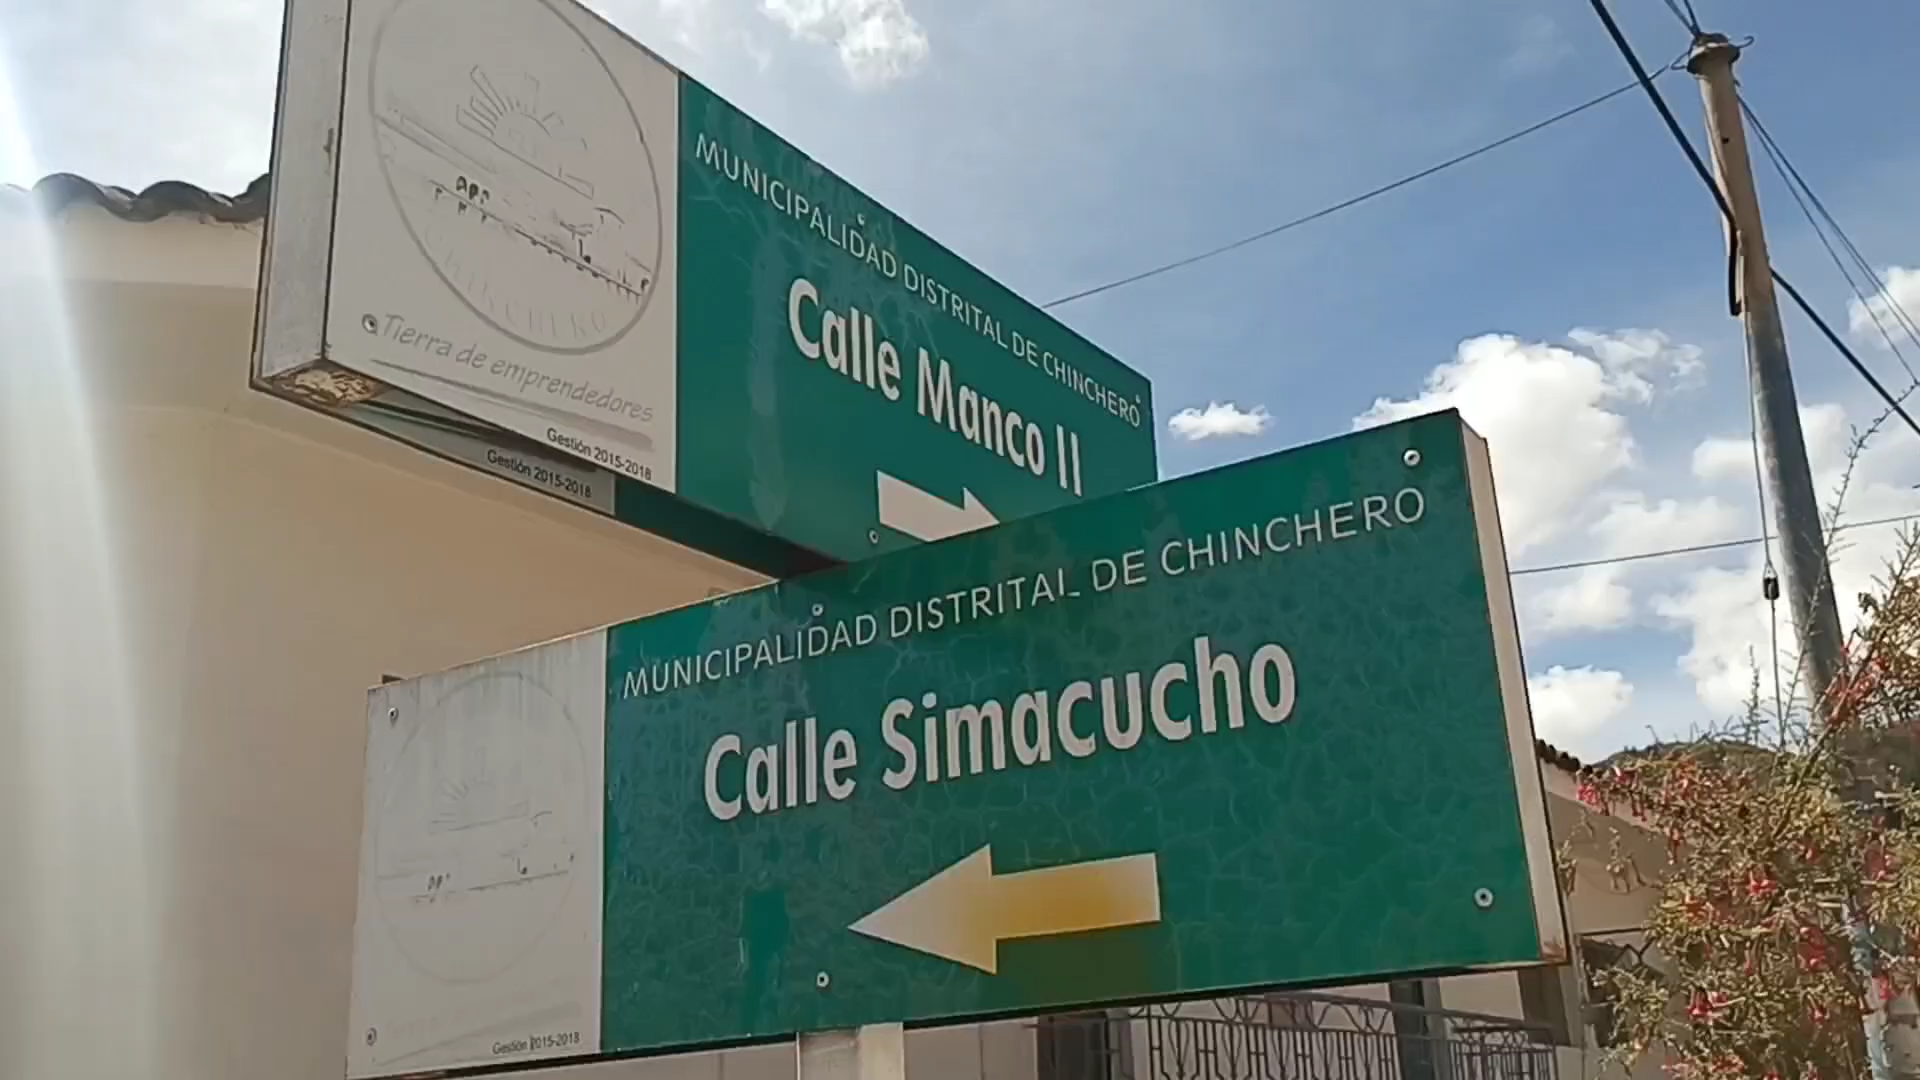 MUNICIPALIDAD DISTRITAL DE CHINCHERO
Calle Manco II
CHINCHERO
Tierra de emprendedores
Gestión 2015-2018
Gestión 2015-2018
MUNICIPALIDAD DISTRITAL DE CHINCHERO
Calle Simacucho
Gestión 2015-2018